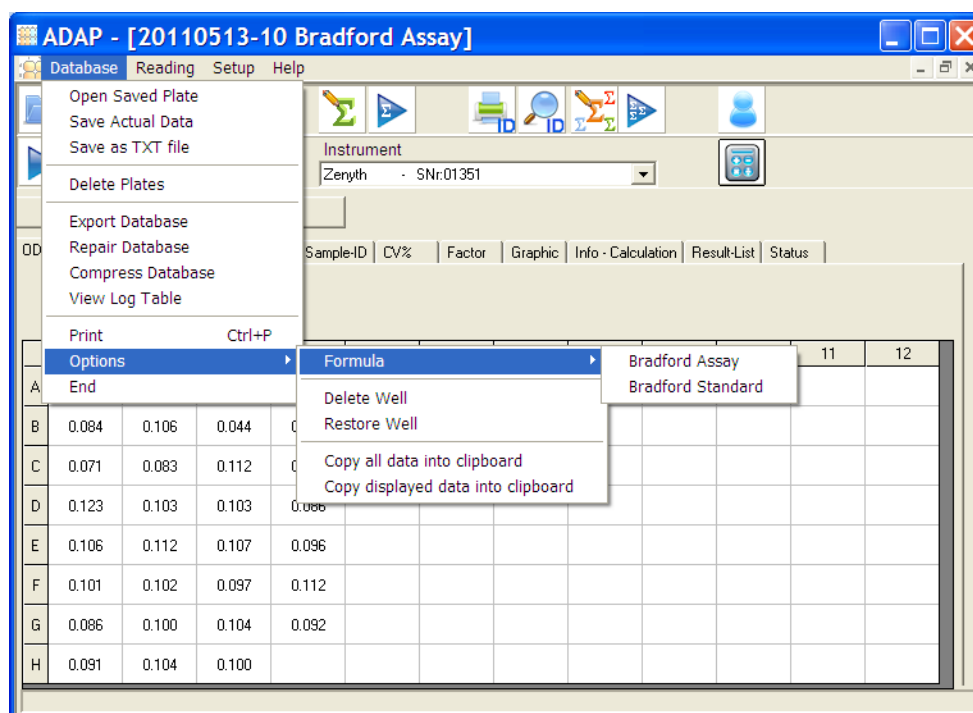 ADAP - [20110513-10 Bradford Assay]
Database Reading Setup Help
Open Saved Plate
Save Actual Data
Save as TXT file
Delete Plates
Export Database
Repair Database
Compress Database
View Log Table
Print Ctrl+P
Options
End
Formula
Delete Well
Restore Well
Copy all data into clipboard
Copy displayed data into clipboard
Bradford Assay
Bradford Standard
ID ID
Instrument
Zenyth - SNr:01351
OD Sample-ID CV% Factor Graphic Info - Calculation Result-List Status
11 12
A
B 0.084 0.106 0.044
C 0.071 0.083 0.112
D 0.123 0.103 0.103 0.086
E 0.106 0.112 0.107 0.096
F 0.101 0.102 0.097 0.112
G 0.086 0.100 0.104 0.092
H 0.091 0.104 0.100